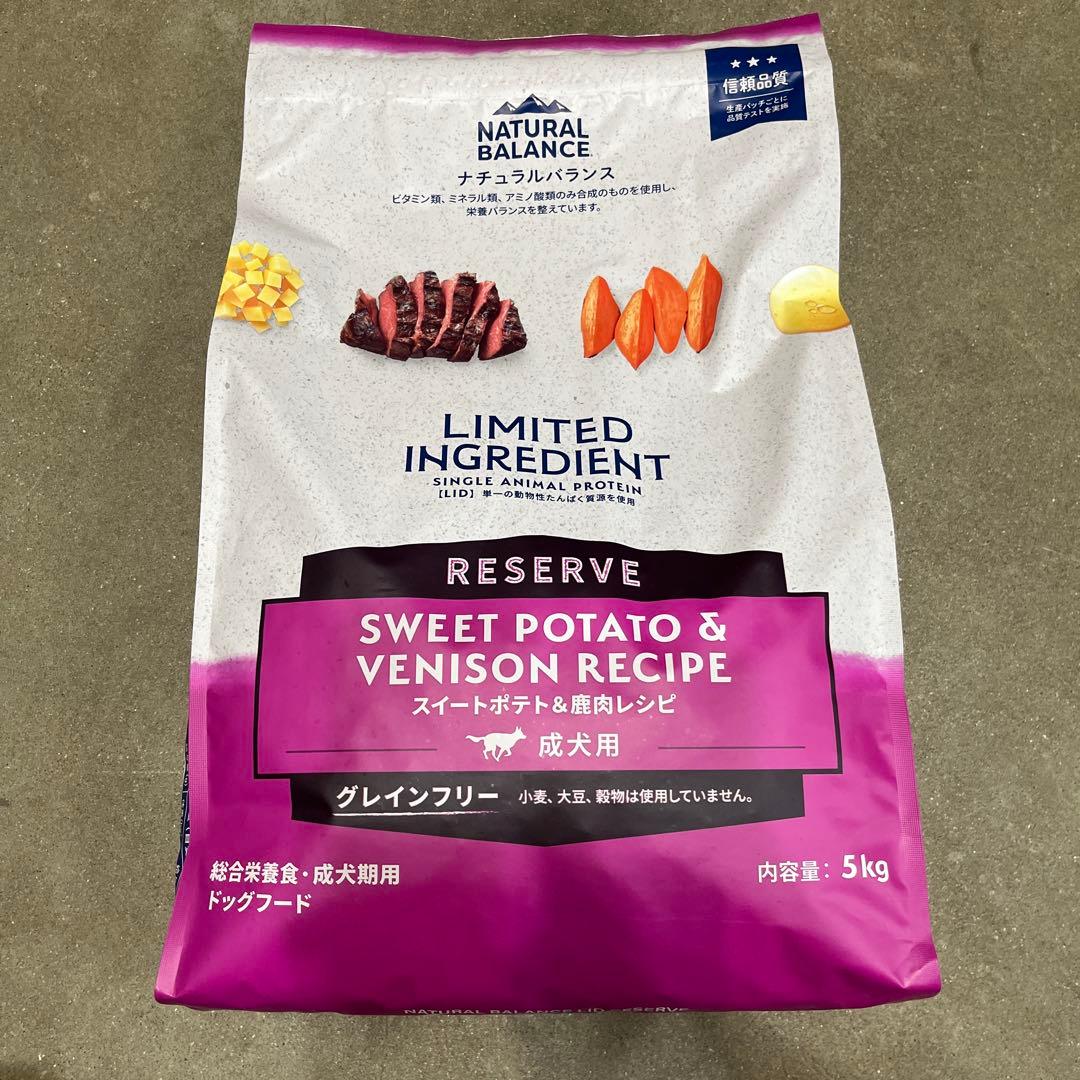 信頼品質
生産バッチごとに
品質テストを実施
NATURAL
BALANCE
ナチュラルバランス
ビタミン類、ミネラル類、アミノ酸類のみ合成のものを使用し、
栄養バランスを整えています。
LIMITED
INGREDIENT
SINGLE ANIMAL PROTEIN
【LID】単一の動物性たんぱく質源を使用
RESERVE
SWEET POTATO &
VENISON RECIPE
スイートポテト&鹿肉レシピ
成犬用
グレインフリー 小麦、大豆、穀物は使用していません。
総合栄養食・成犬期用
ドッグフード
内容量: 5kg
NATURAL BALANCE LID RESERVE